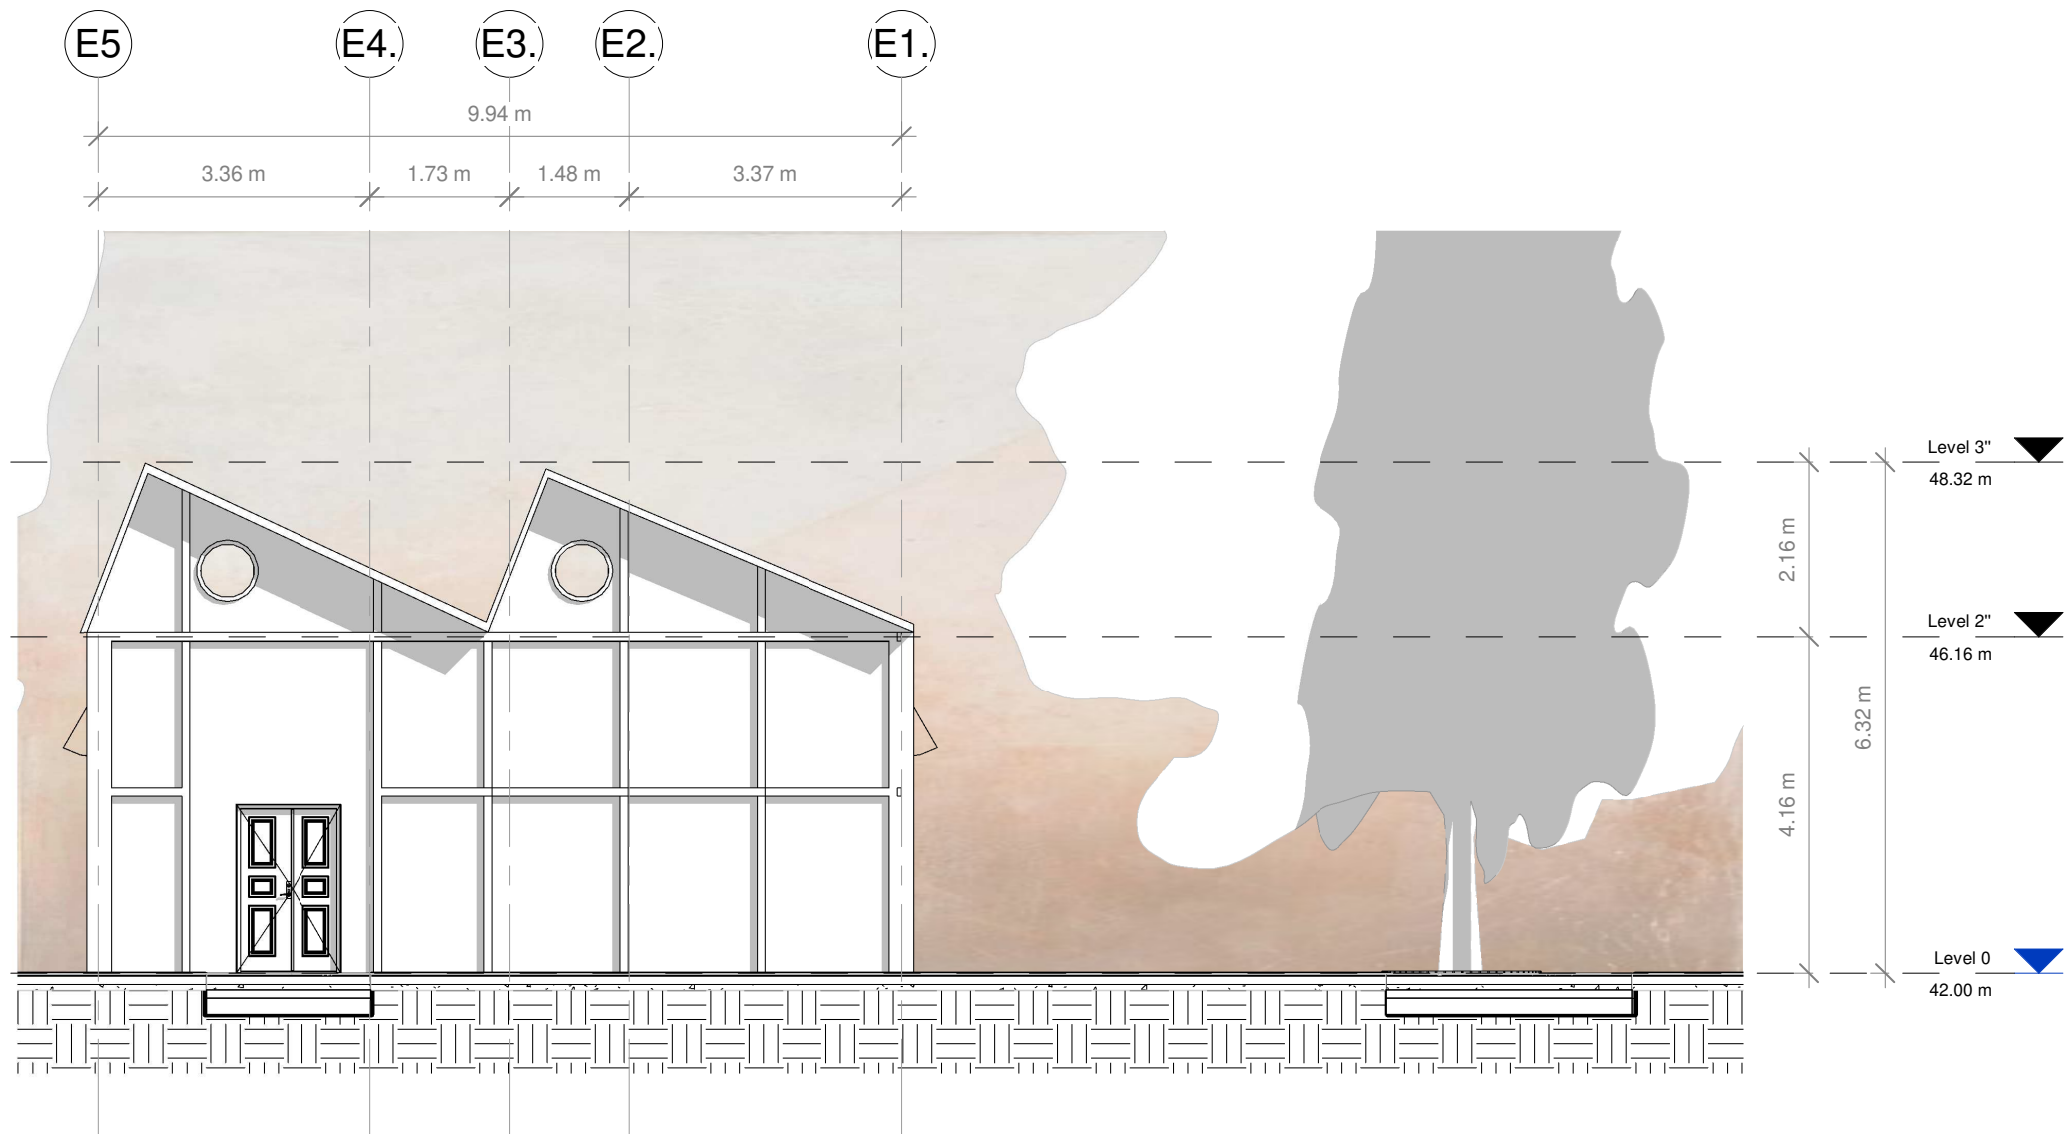 E5 E4. E3. E2. E1.
9.94 m
3.36 m 1.73 m 1.48 m 3.37 m
Level 3"
48.32 m
2.16 m
Level 2"
46.16 m
6.32 m
4.16 m
Level 0
42.00 m